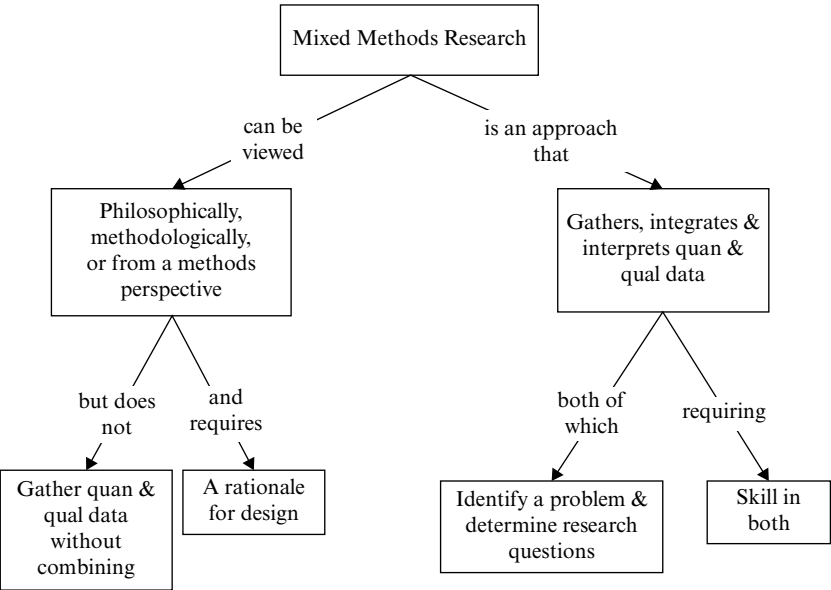 Mixed Methods Research
can be
viewed
is an approach
that
Philosophically,
methodologically,
or from a methods
perspective
Gathers, integrates &
interprets quan &
qual data
but does
not
and
requires
both of
which
requiring
Gather quan &
qual data
without
combining
A rationale
for design
Identify a problem &
determine research
questions
Skill in
both